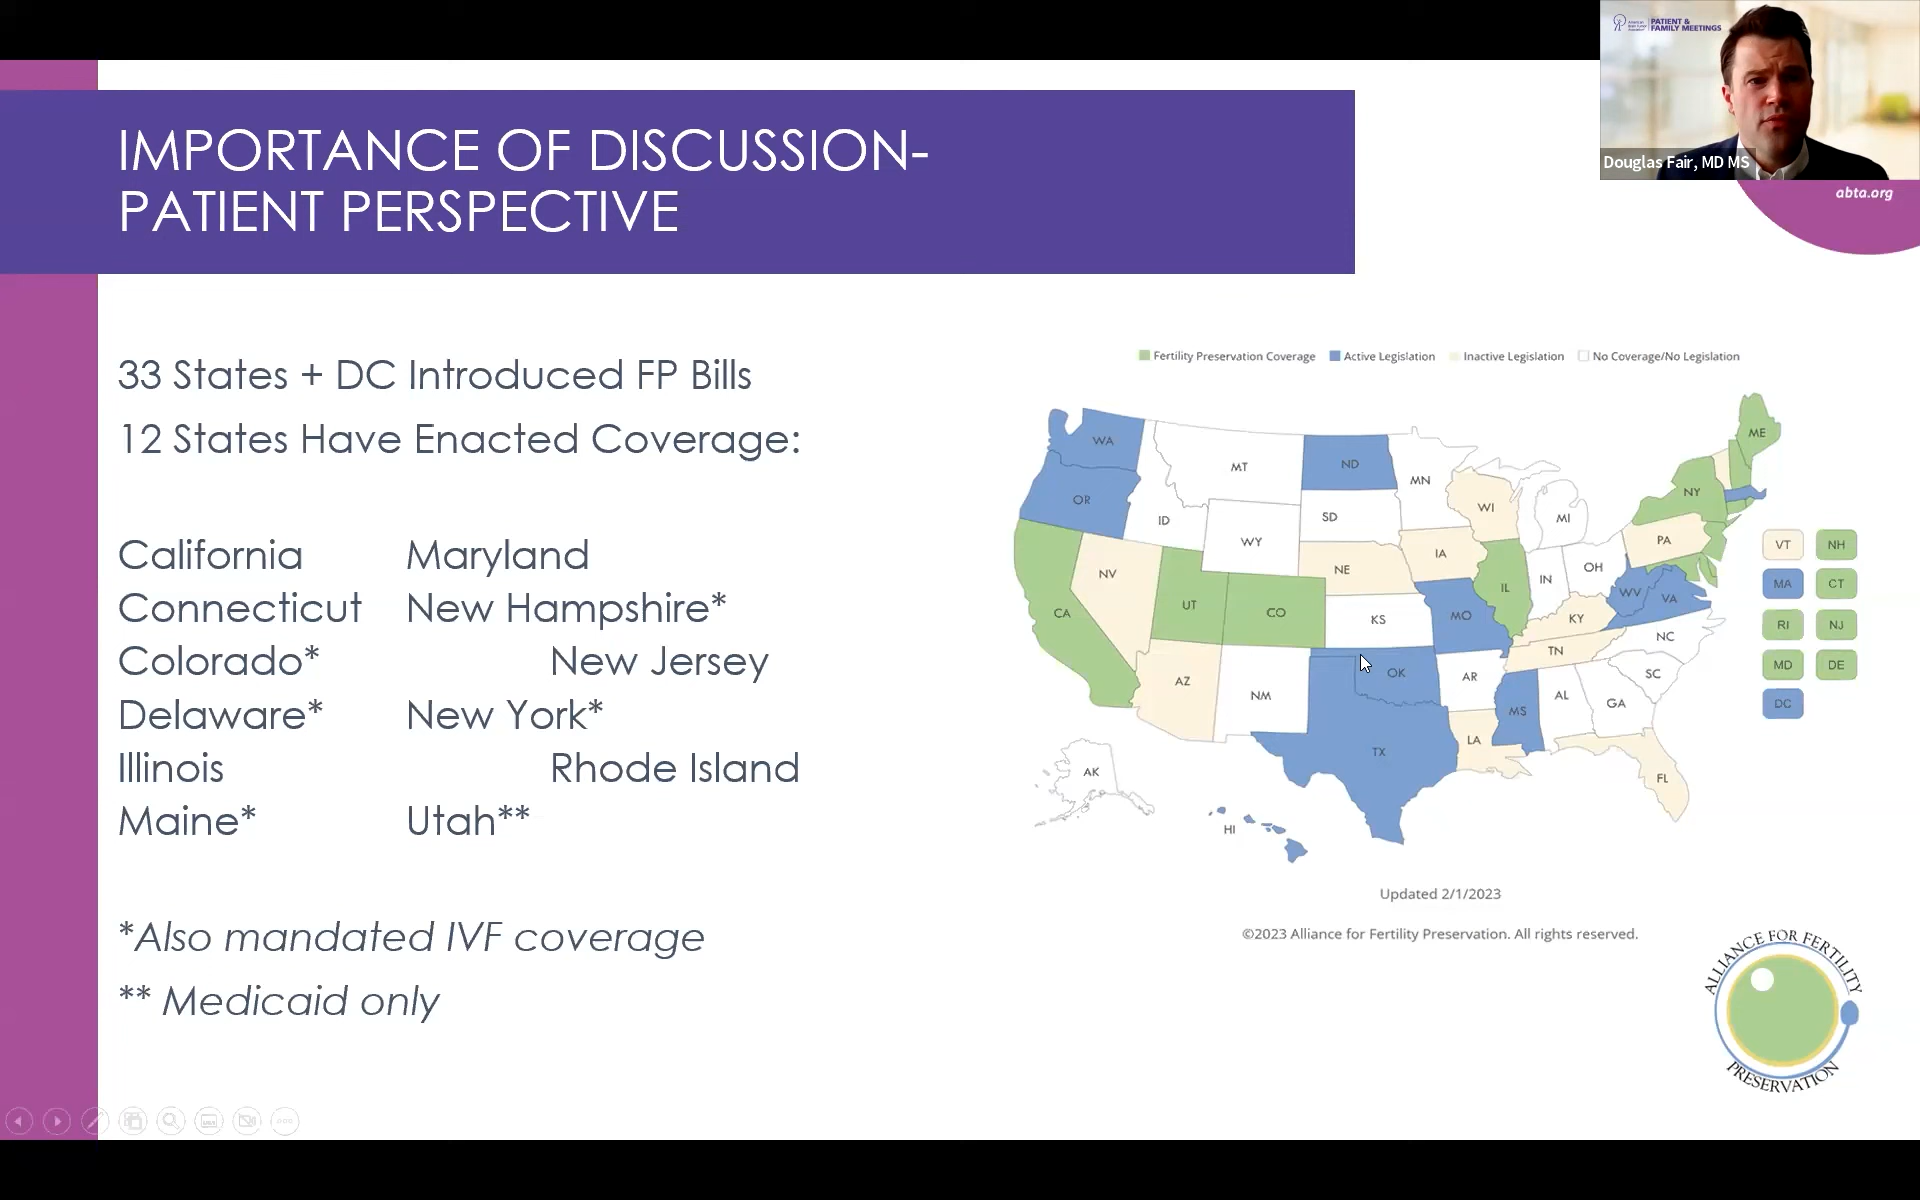 American
Brain Tumor
Association
PATIENT &
FAMILY MEETINGS
Douglas Fair, MD MS
abta.org
IMPORTANCE OF DISCUSSION-
PATIENT PERSPECTIVE
33 States + DC Introduced FP Bills
12 States Have Enacted Coverage:
California Maryland
Connecticut New Hampshire*
Colorado* New Jersey
Delaware* New York*
Illinois Rhode Island
Maine* Utah**
*Also mandated IVF coverage
** Medicaid only
Fertility Preservation Coverage Active Legislation Inactive Legislation No Coverage/No Legislation
WA
MT
ND
MN
ME
OR
ID
SD
WI
MI
NY
WY
IA
PA
NV
NE
UT
CO
IL
IN
OH
WV
VA
CA
KS
MO
KY
NC
AZ
NM
OK
AR
TN
SC
MS
AL
GA
TX
LA
FL
AK
HI
VT NH
MA CT
RI NJ
MD DE
DC
Updated 2/1/2023
©2023 Alliance for Fertility Preservation. All rights reserved.
ALLIANCE FOR FERTILITY
PRESERVATION